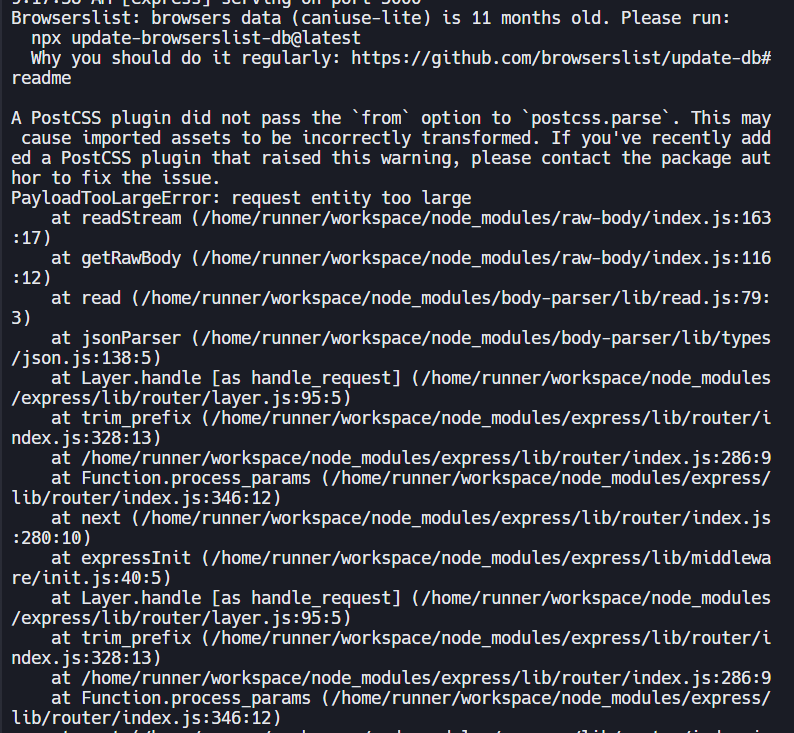 Browserslist: browsers data (caniuse-lite) is 11 months old. Please run:
  npx update-browserslist-db@latest
  Why you should do it regularly: https://github.com/browserslist/update-db#
readme

A PostCSS plugin did not pass the `from` option to `postcss.parse`. This may
 cause imported assets to be incorrectly transformed. If you've recently add
ed a PostCSS plugin that raised this warning, please contact the package aut
hor to fix the issue.
PayloadTooLargeError: request entity too large
    at readStream (/home/runner/workspace/node_modules/raw-body/index.js:163
:17)
    at getRawBody (/home/runner/workspace/node_modules/raw-body/index.js:116
:12)
    at read (/home/runner/workspace/node_modules/body-parser/lib/read.js:79:
3)
    at jsonParser (/home/runner/workspace/node_modules/body-parser/lib/types
/json.js:138:5)
    at Layer.handle [as handle_request] (/home/runner/workspace/node_modules
/express/lib/router/layer.js:95:5)
    at trim_prefix (/home/runner/workspace/node_modules/express/lib/router/i
ndex.js:328:13)
    at /home/runner/workspace/node_modules/express/lib/router/index.js:286:9
    at Function.process_params (/home/runner/workspace/node_modules/express/
lib/router/index.js:346:12)
    at next (/home/runner/workspace/node_modules/express/lib/router/index.js
:280:10)
    at expressInit (/home/runner/workspace/node_modules/express/lib/middlewa
re/init.js:40:5)
    at Layer.handle [as handle_request] (/home/runner/workspace/node_modules
/express/lib/router/layer.js:95:5)
    at trim_prefix (/home/runner/workspace/node_modules/express/lib/router/i
ndex.js:328:13)
    at /home/runner/workspace/node_modules/express/lib/router/index.js:286:9
    at Function.process_params (/home/runner/workspace/node_modules/express/
lib/router/index.js:346:12)